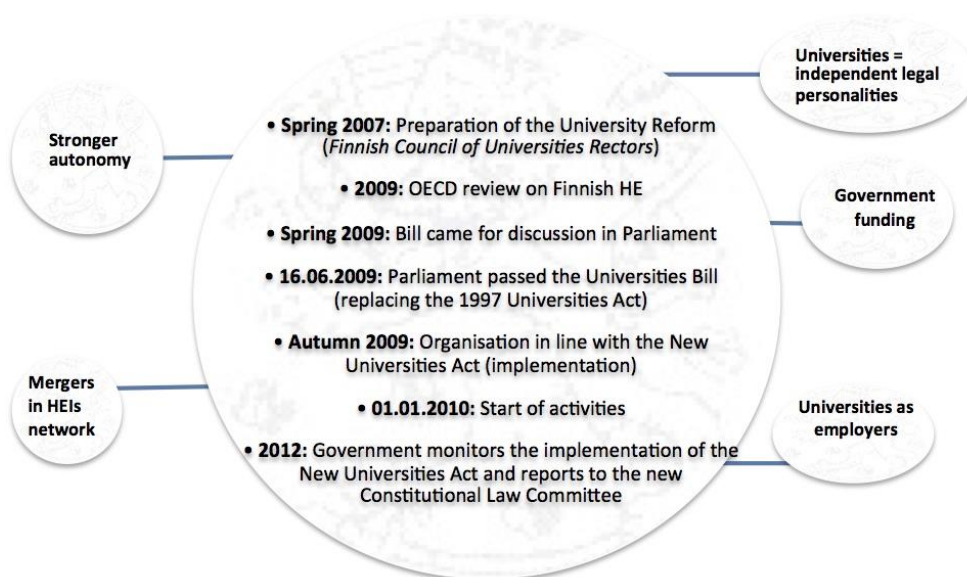 Universities =
independent legal
personalities
Stronger
autonomy
• Spring 2007: Preparation of the University Reform
(Finnish Council of Universities Rectors)
• 2009: OECD review on Finnish HE
Government
funding
• Spring 2009: Bill came for discussion in Parliament
• 16.06.2009: Parliament passed the Universities Bill
(replacing the 1997 Universities Act)
• Autumn 2009: Organisation in line with the New
Universities Act (implementation)
Mergers
in HEIs
network
• 01.01.2010: Start of activities
Universities as
employers
• 2012: Government monitors the implementation of the
New Universities Act and reports to the new
Constitutional Law Committee